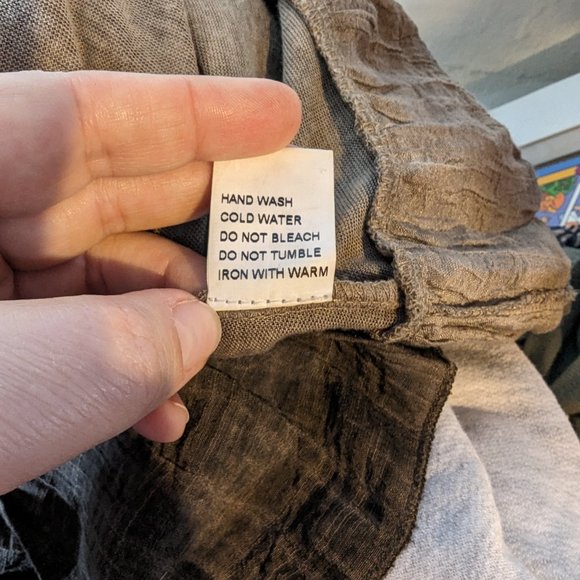 HAND WASH
COLD WATER
DO NOT BLEACH
DO NOT TUMBLE
IRON WITH WARM